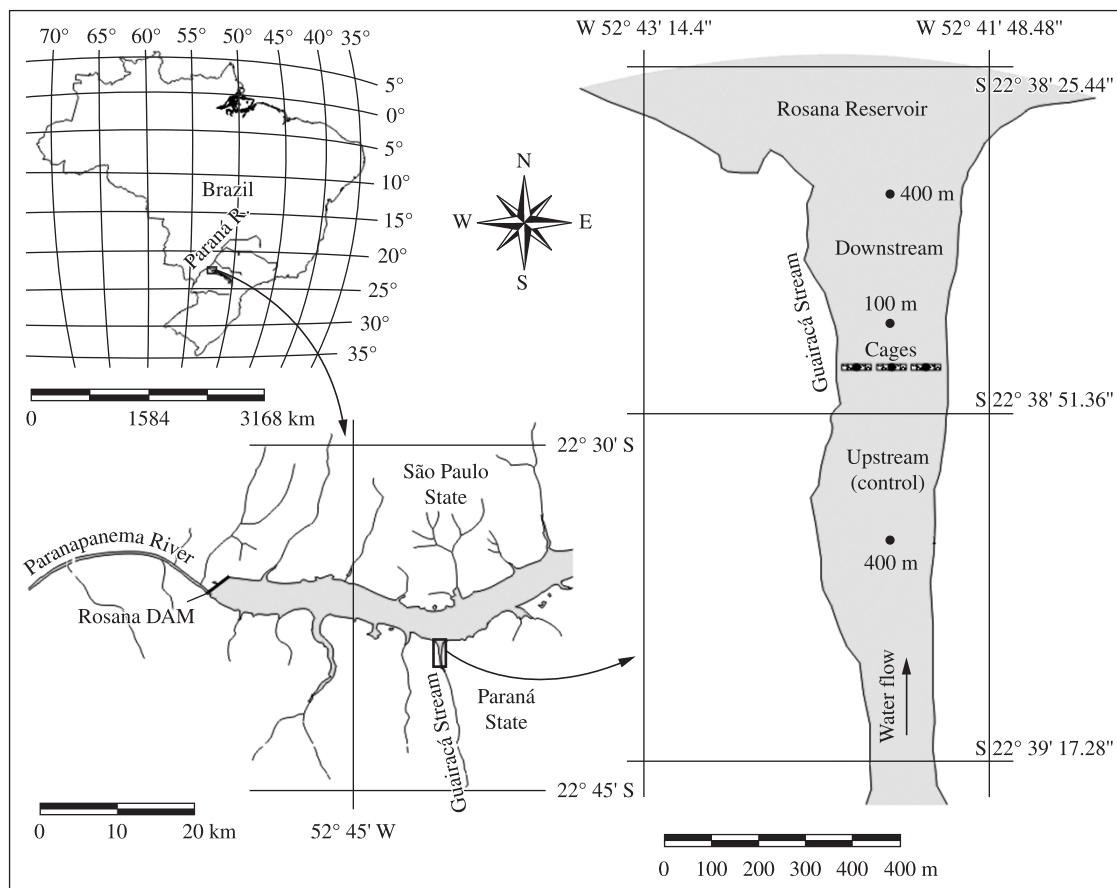 70° 65° 60° 55° 50° 45° 40° 35°
5°
0°
5°
10°
15°
20°
25°
30°
35°
Brazil
Paraná R.
0 1584 3168 km
N
W E
S
22° 30' S
São Paulo
State
Paranapanema River
Rosana DAM
Guairacá Stream
Paraná
State
22° 45' S
52° 45' W
0 10 20 km
W 52° 43' 14.4" W 52° 41' 48.48"
S 22° 38' 25.44"
Rosana Reservoir
400 m
Downstream
Guairacá Stream
100 m
Cages
S 22° 38' 51.36"
Upstream
(control)
400 m
Water flow
S 22° 39' 17.28"
0 100 200 300 400 400 m